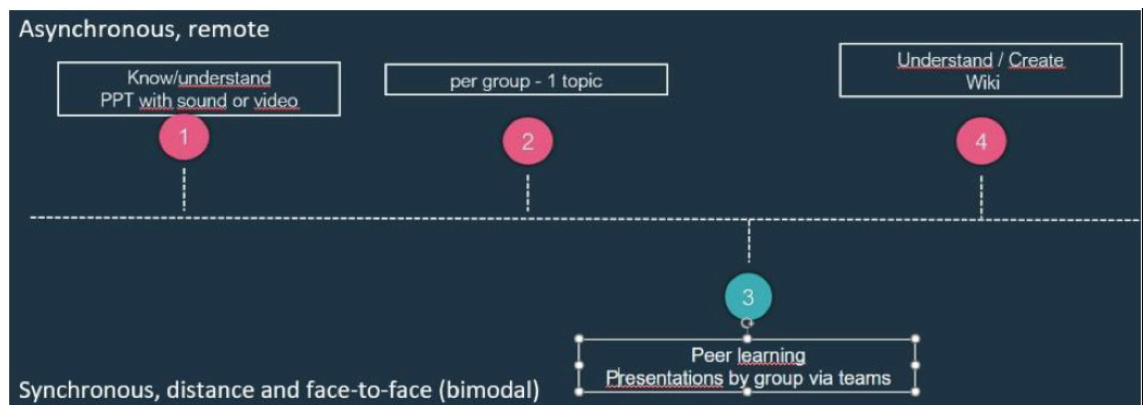 Asynchronous, remote
Know/understand
PPT with sound or video
1
per group - 1 topic
2
Understand / Create
Wiki
4
3
Peer learning
Presentations by group via teams
Synchronous, distance and face-to-face (bimodal)